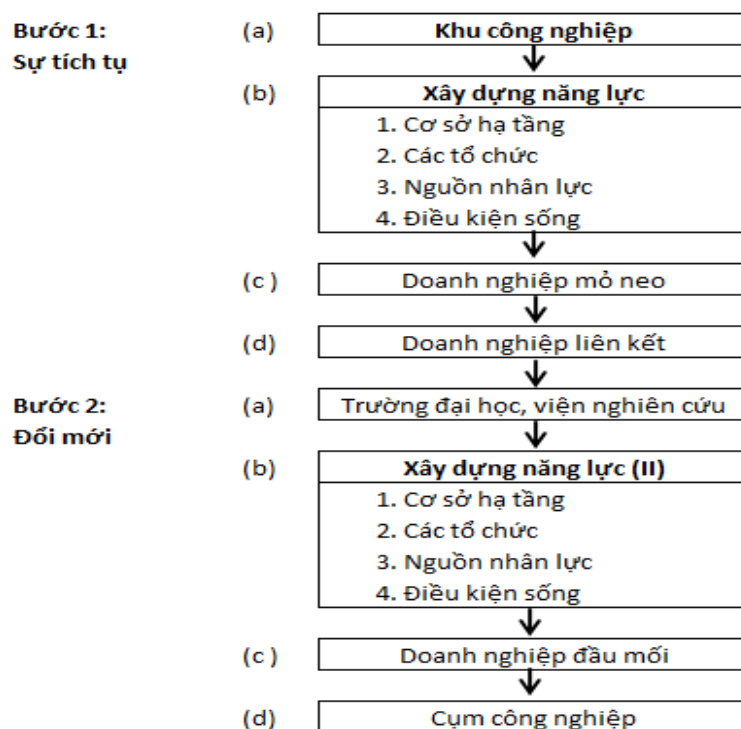 Bước 1: (a) Khu công nghiệp
Sự tích tụ
(b) Xây dựng năng lực
1. Cơ sở hạ tầng
2. Các tổ chức
3. Nguồn nhân lực
4. Điều kiện sống
(c ) Doanh nghiệp mỏ neo
(d) Doanh nghiệp liên kết
Bước 2: (a) Trường đại học, viện nghiên cứu
Đổi mới
(b) Xây dựng năng lực (II)
1. Cơ sở hạ tầng
2. Các tổ chức
3. Nguồn nhân lực
4. Điều kiện sống
(c ) Doanh nghiệp đầu mối
(d) Cụm công nghiệp